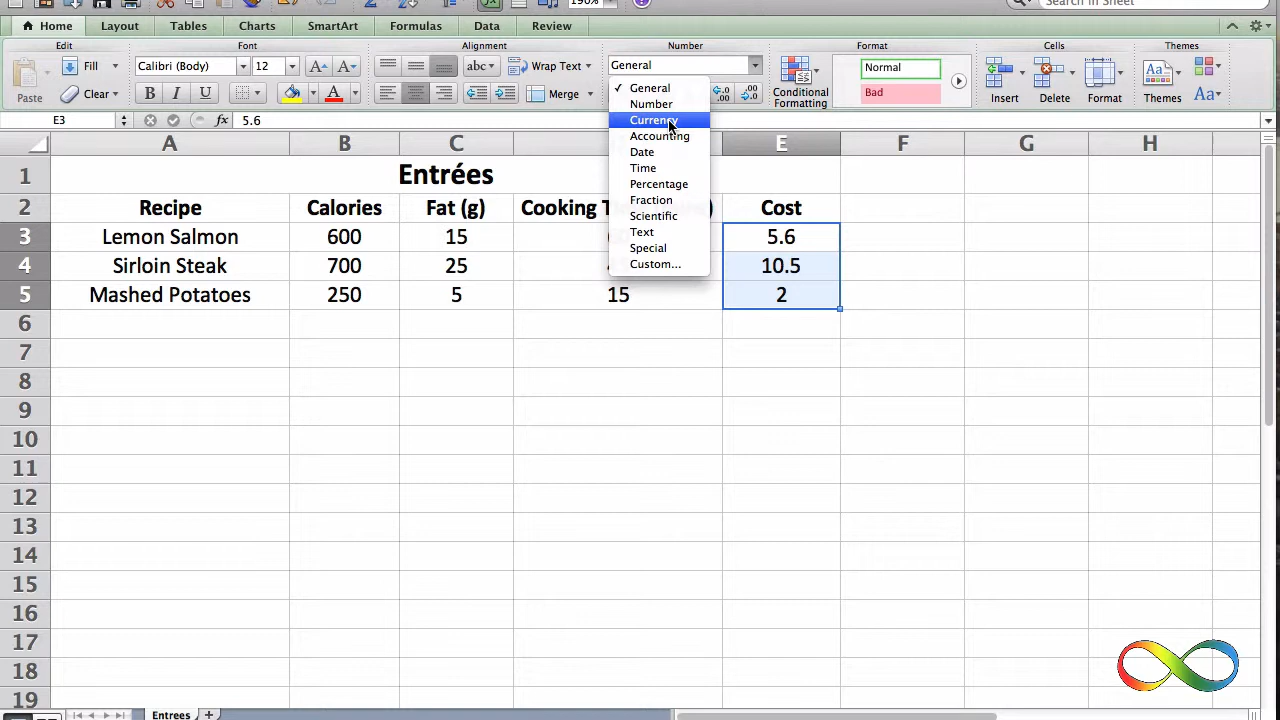 190%
Search in Sheet
Home Layout Tables Charts SmartArt Formulas Data Review
Edit Font Alignment Number Format Cells Themes
Paste Fill Clear
Calibri (Body) 12 A A
B I U A
abc Wrap Text
Merge
General
Conditional Formatting
Normal
Bad
Insert Delete Format
Themes Aa
General
Number
Currency
Accounting
Date
Time
Percentage
Fraction
Scientific
Text
Special
Custom...
E3 fx 5.6
A B C E F G H
1 Entrées
2 Recipe Calories Fat (g) Cooking Cost
3 Lemon Salmon 600 15 5.6
4 Sirloin Steak 700 25 10.5
5 Mashed Potatoes 250 5 15 2
6
7
8
9
10
11
12
13
14
15
16
17
18
19
Entrees +